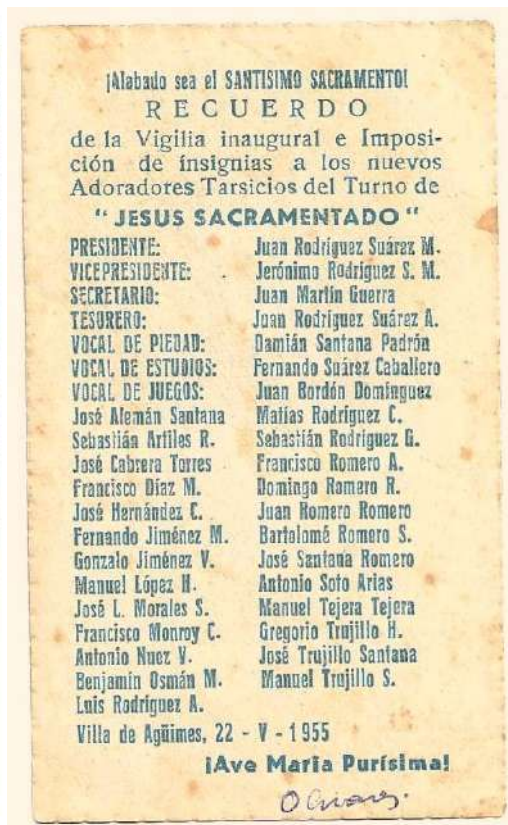 ¡Alabado sea el SANTISIMO SACRAMENTO!
RECUERDO
de la Vigilia inaugural e Imposi-
ción de insignias a los nuevos
Adoradores Tarsicios del Turno de
"JESUS SACRAMENTADO"
PRESIDENTE: Juan Rodríguez Suárez M.
VICEPRESIDENTE: Jerónimo Rodríguez S. M.
SECRETARIO: Juan Martín Guerra
TESORERO: Juan Rodríguez Suárez A.
VOCAL DE PIEDAD: Damián Santana Padrón
VOCAL DE ESTUDIOS: Fernando Suárez Caballero
VOCAL DE JUEGOS: Juan Bordón Domínguez
José Alemán Santana Matías Rodríguez C.
Sebastián Artiles R. Sebastián Rodríguez G.
José Cabrera Torres Francisco Romero A.
Francisco Díaz M. Domingo Ramero R.
José Hernández C. Juan Romero Romero
Fernando Jiménez M. Bartolomé Romero S.
Gonzalo Jiménez V. José Santana Romero
Manuel López H. Antonio Soto Arias
José L. Morales S. Manuel Tejera Tejera
Francisco Monroy C. Gregorio Trujillo H.
Antonio Nuez V. José Trujillo Santana
Benjamín Osmán M. Manuel Trujillo S.
Luis Rodríguez A.
Villa de Agüimes, 22 - V - 1955
¡Ave María Purísima!